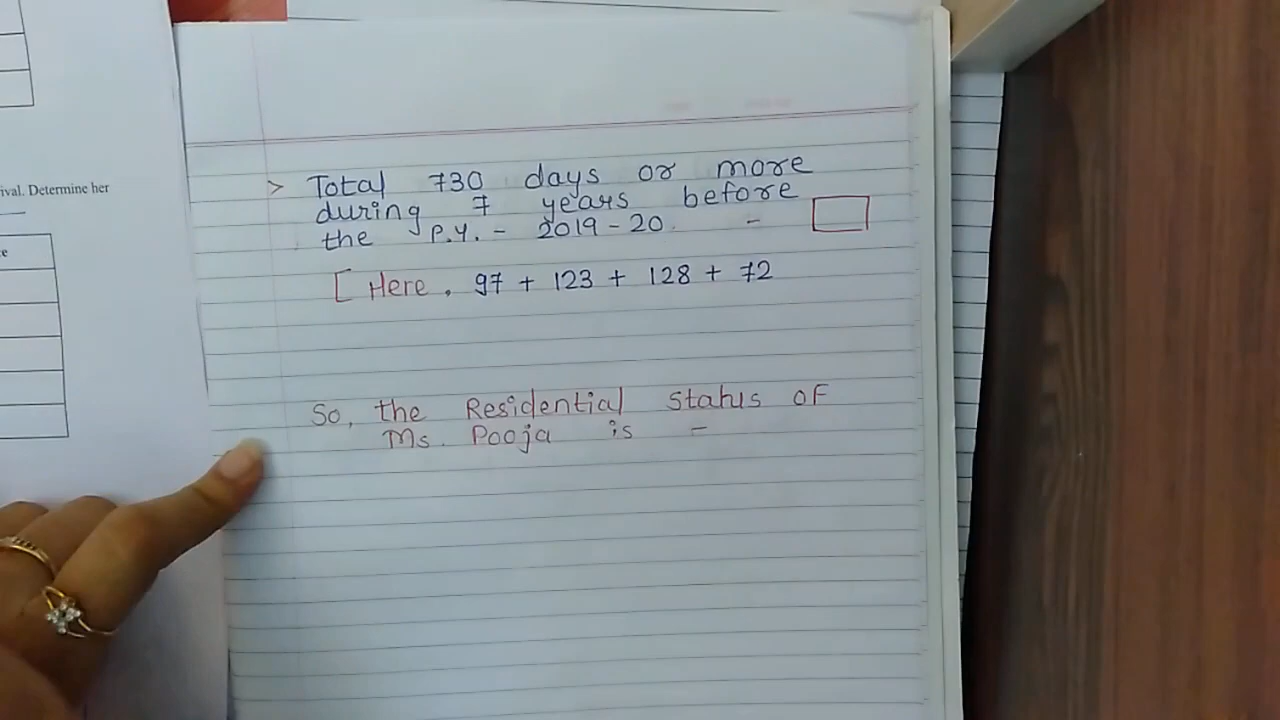 ival. Determine her
> Total 730 days or more
during 7 years before
the P.Y. - 2019-20. -
[ Here, 97 + 123 + 128 + 72
So, the Residential Status of
Ms. Pooja is -